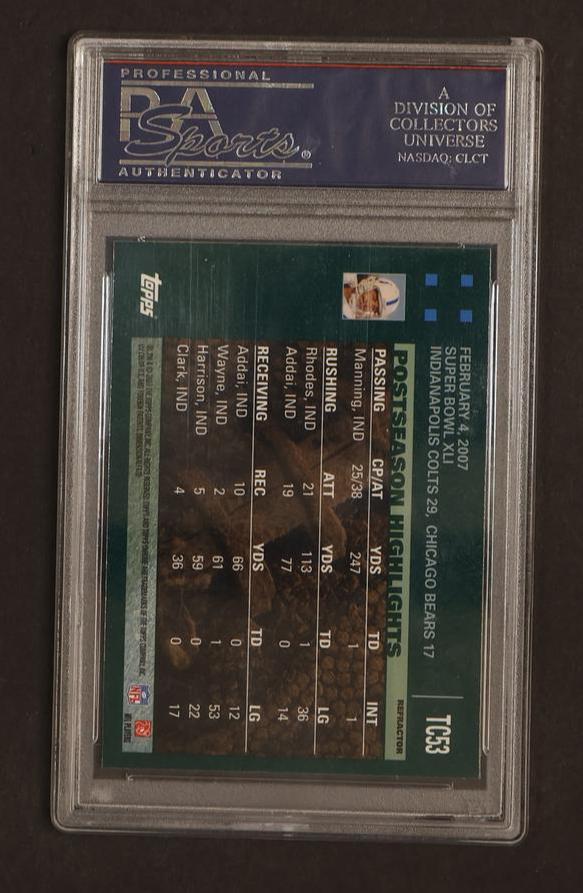 PROFESSIONAL
PSA
Sports®
AUTHENTICATOR
A
DIVISION OF
COLLECTORS
UNIVERSE
NASDAQ: CLCT
FEBRUARY 4, 2007
SUPER BOWL XLI
INDIANAPOLIS COLTS 29, CHICAGO BEARS 17
TC53
POSTSEASON HIGHLIGHTS REFRACTOR
PASSING CP/AT YDS TD INT
Manning, IND 25/38 247 1 1
RUSHING ATT YDS TD LG
Rhodes, IND 21 113 1 36
Addai, IND 19 77 0 14
RECEIVING REC YDS TD LG
Addai, IND 10 66 0 12
Wayne, IND 2 61 1 53
Harrison, IND 5 59 0 22
Clark, IND 4 36 0 17
topps
NFL
PLAYERS